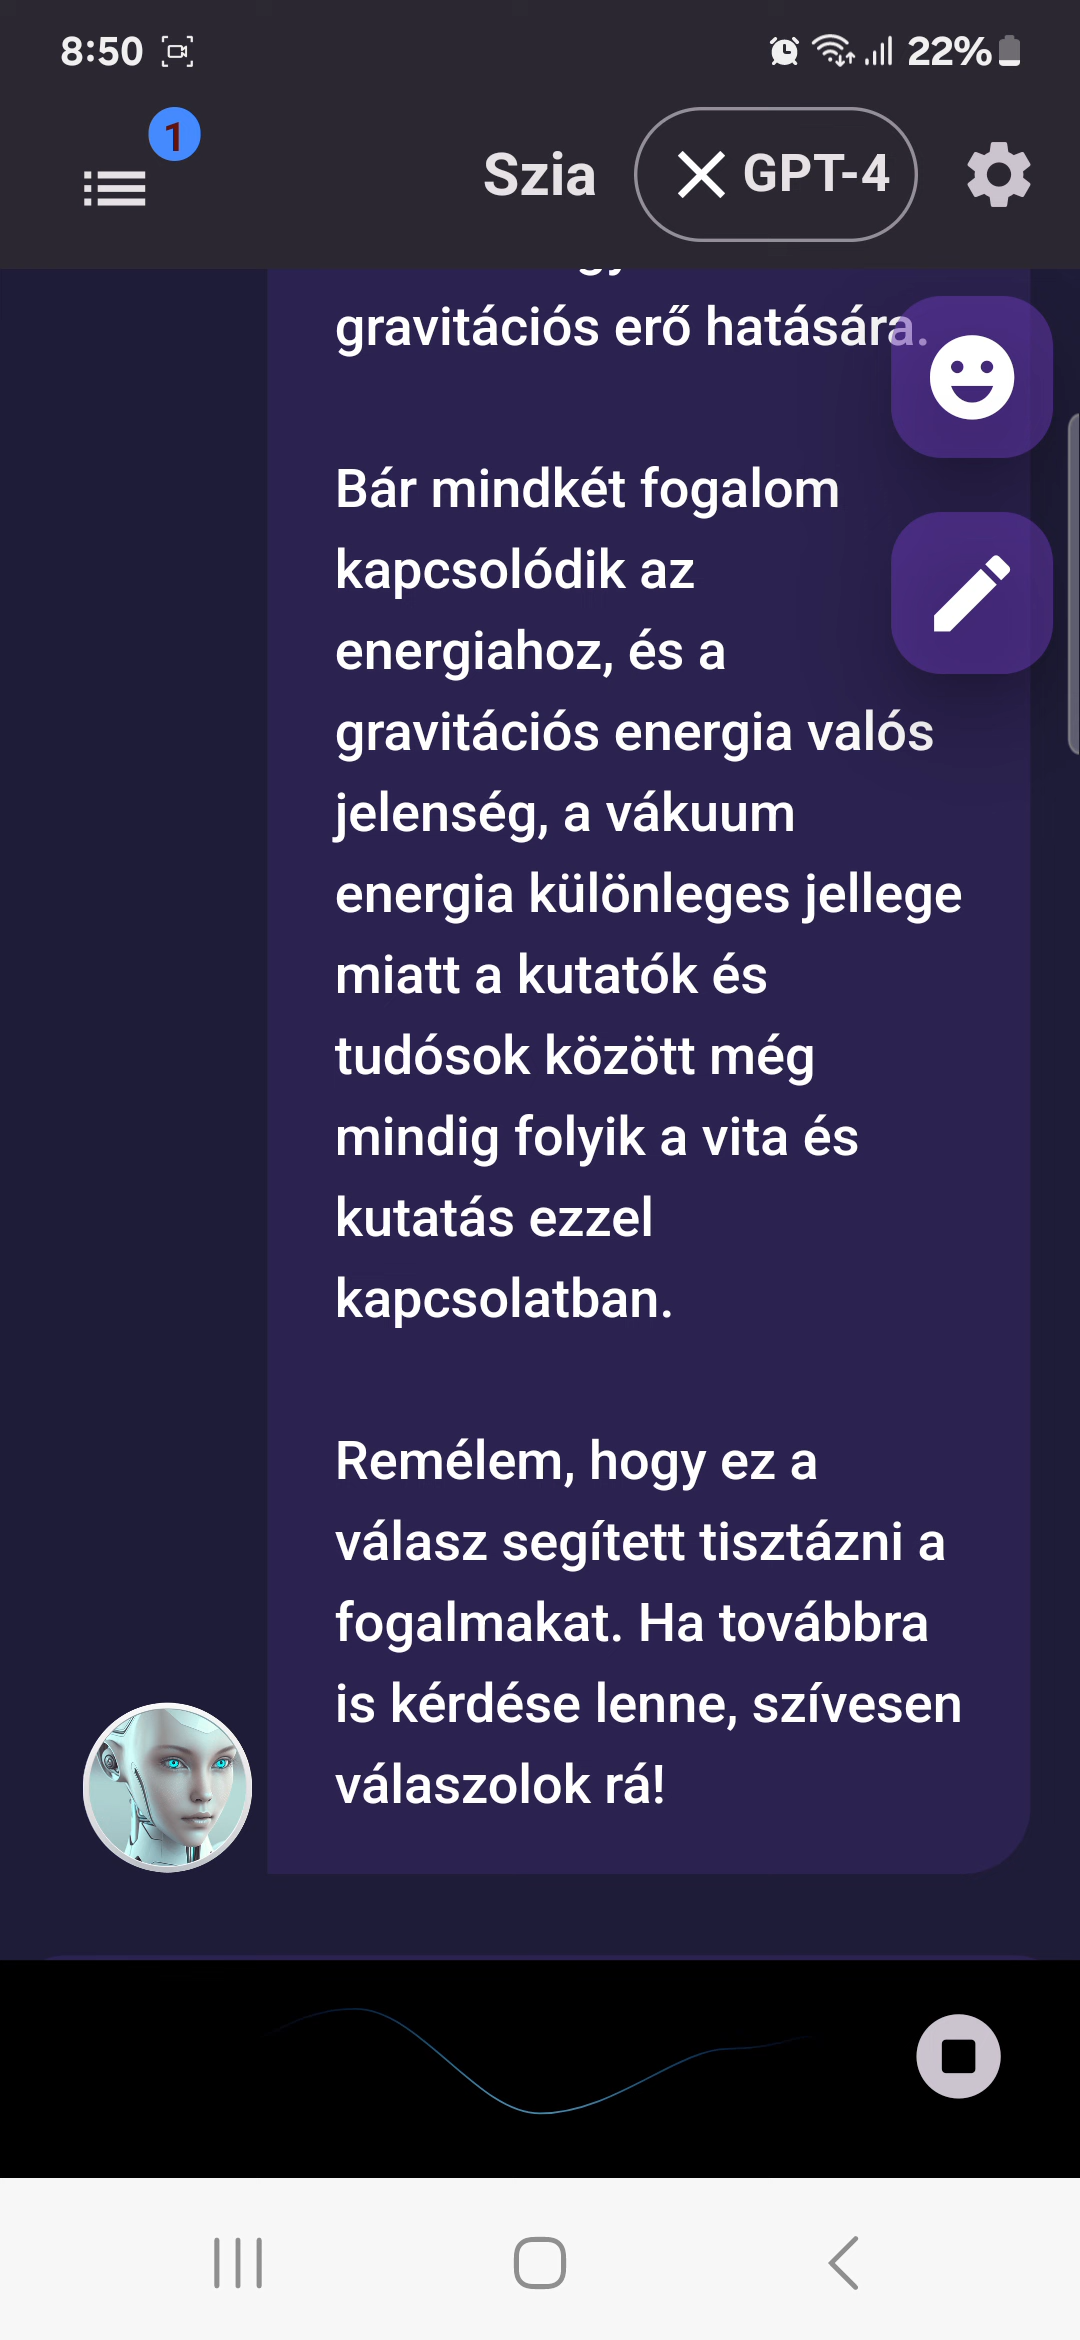 8:50
22%
1
Szia
GPT-4
gravitációs erő hatására.
Bár mindkét fogalom
kapcsolódik az
energiahoz, és a
gravitációs energia valós
jelenség, a vákuum
energia különleges jellege
miatt a kutatók és
tudósok között még
mindig folyik a vita és
kutatás ezzel
kapcsolatban.
Remélem, hogy ez a
válasz segített tisztázni a
fogalmakat. Ha továbbra
is kérdése lenne, szívesen
válaszolok rá!